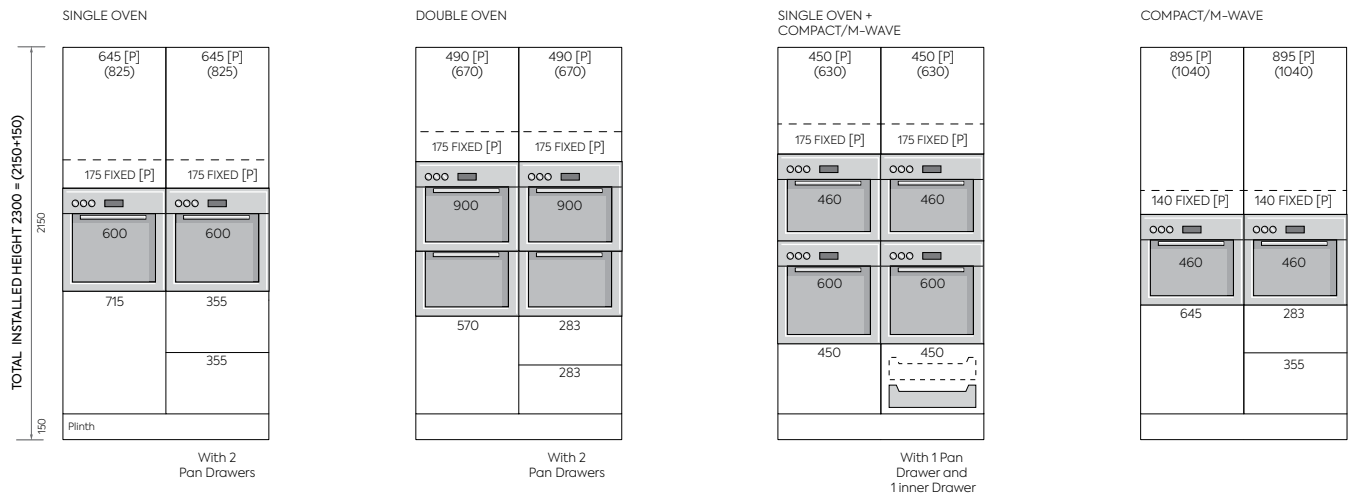 SINGLE OVEN
TOTAL INSTALLED HEIGHT 2300 = (2150+150)
2150
150
645 [P]
(825)
645 [P]
(825)
175 FIXED [P]
175 FIXED [P]
600
600
715
355
355
Plinth
With 2
Pan Drawers
DOUBLE OVEN
490 [P]
(670)
490 [P]
(670)
175 FIXED [P]
175 FIXED [P]
900
900
570
283
283
With 2
Pan Drawers
SINGLE OVEN +
COMPACT/M-WAVE
450 [P]
(630)
450 [P]
(630)
175 FIXED [P]
175 FIXED [P]
460
460
600
600
450
450
With 1 Pan
Drawer and
1 inner Drawer
COMPACT/M-WAVE
895 [P]
(1040)
895 [P]
(1040)
140 FIXED [P]
140 FIXED [P]
460
460
645
283
355